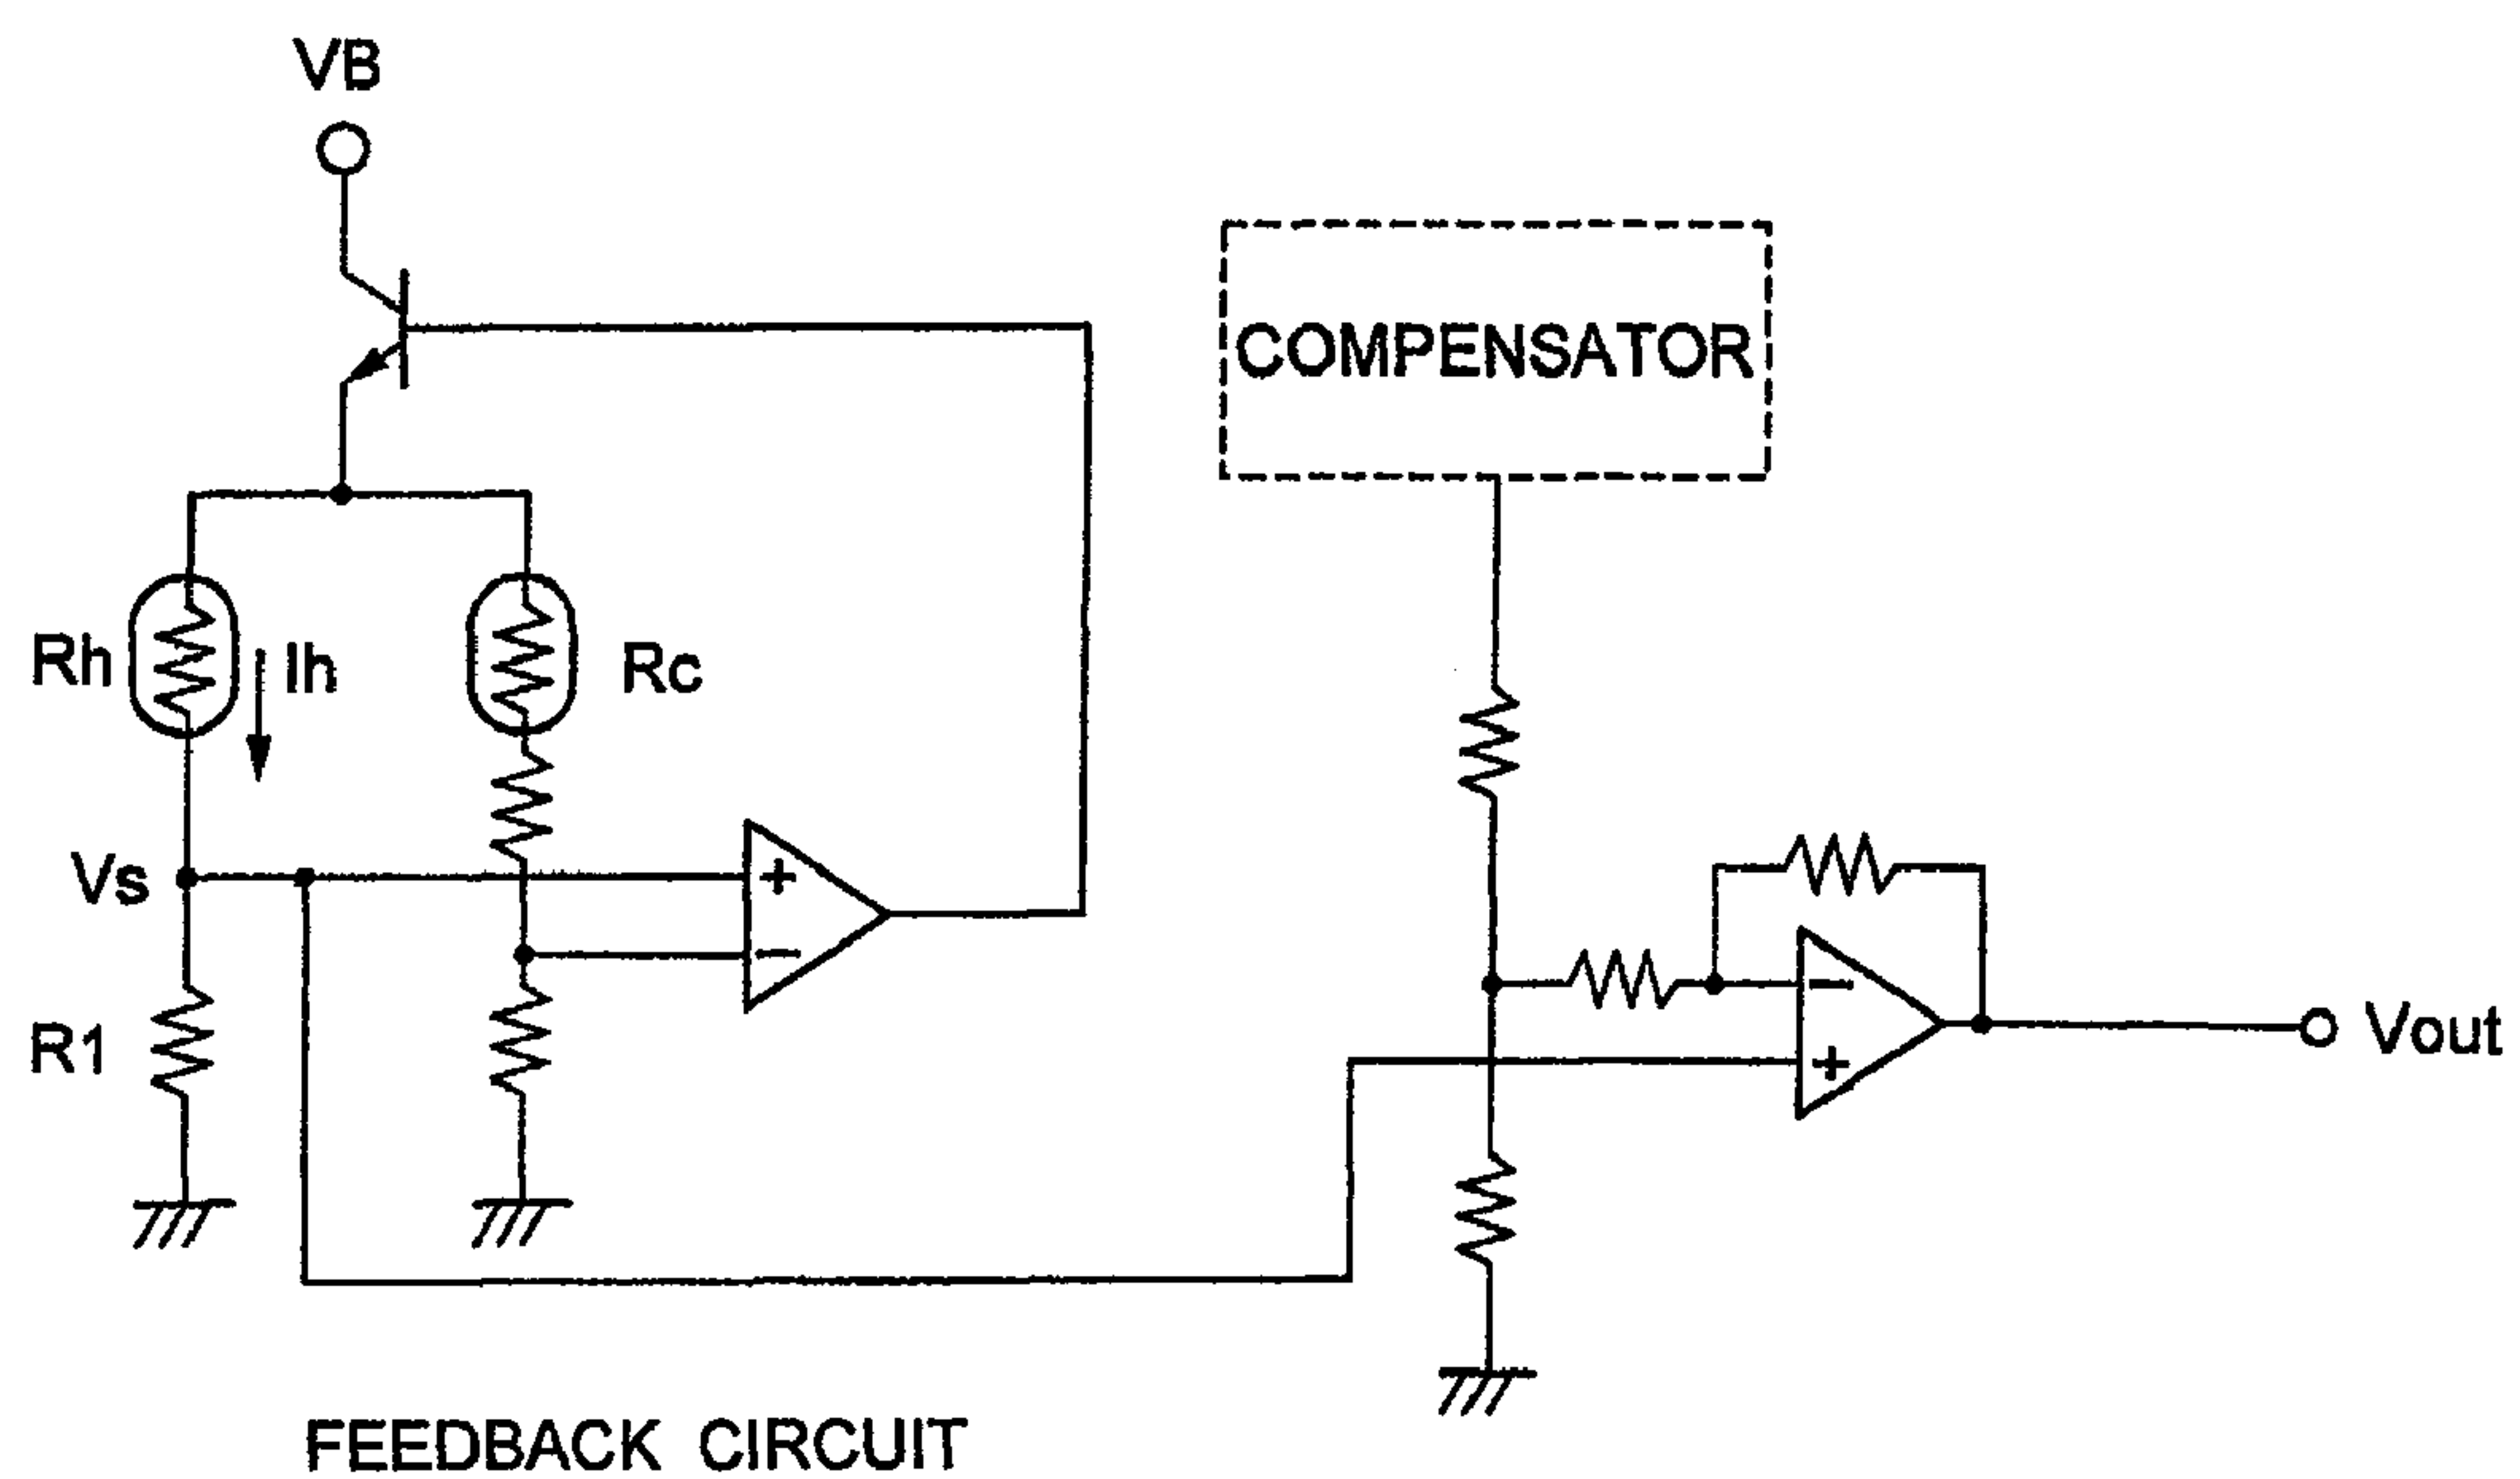 VB
COMPENSATOR
Rh
Ih
Rc
Vs
+
−
−
+
R1
Vout
FEEDBACK CIRCUIT